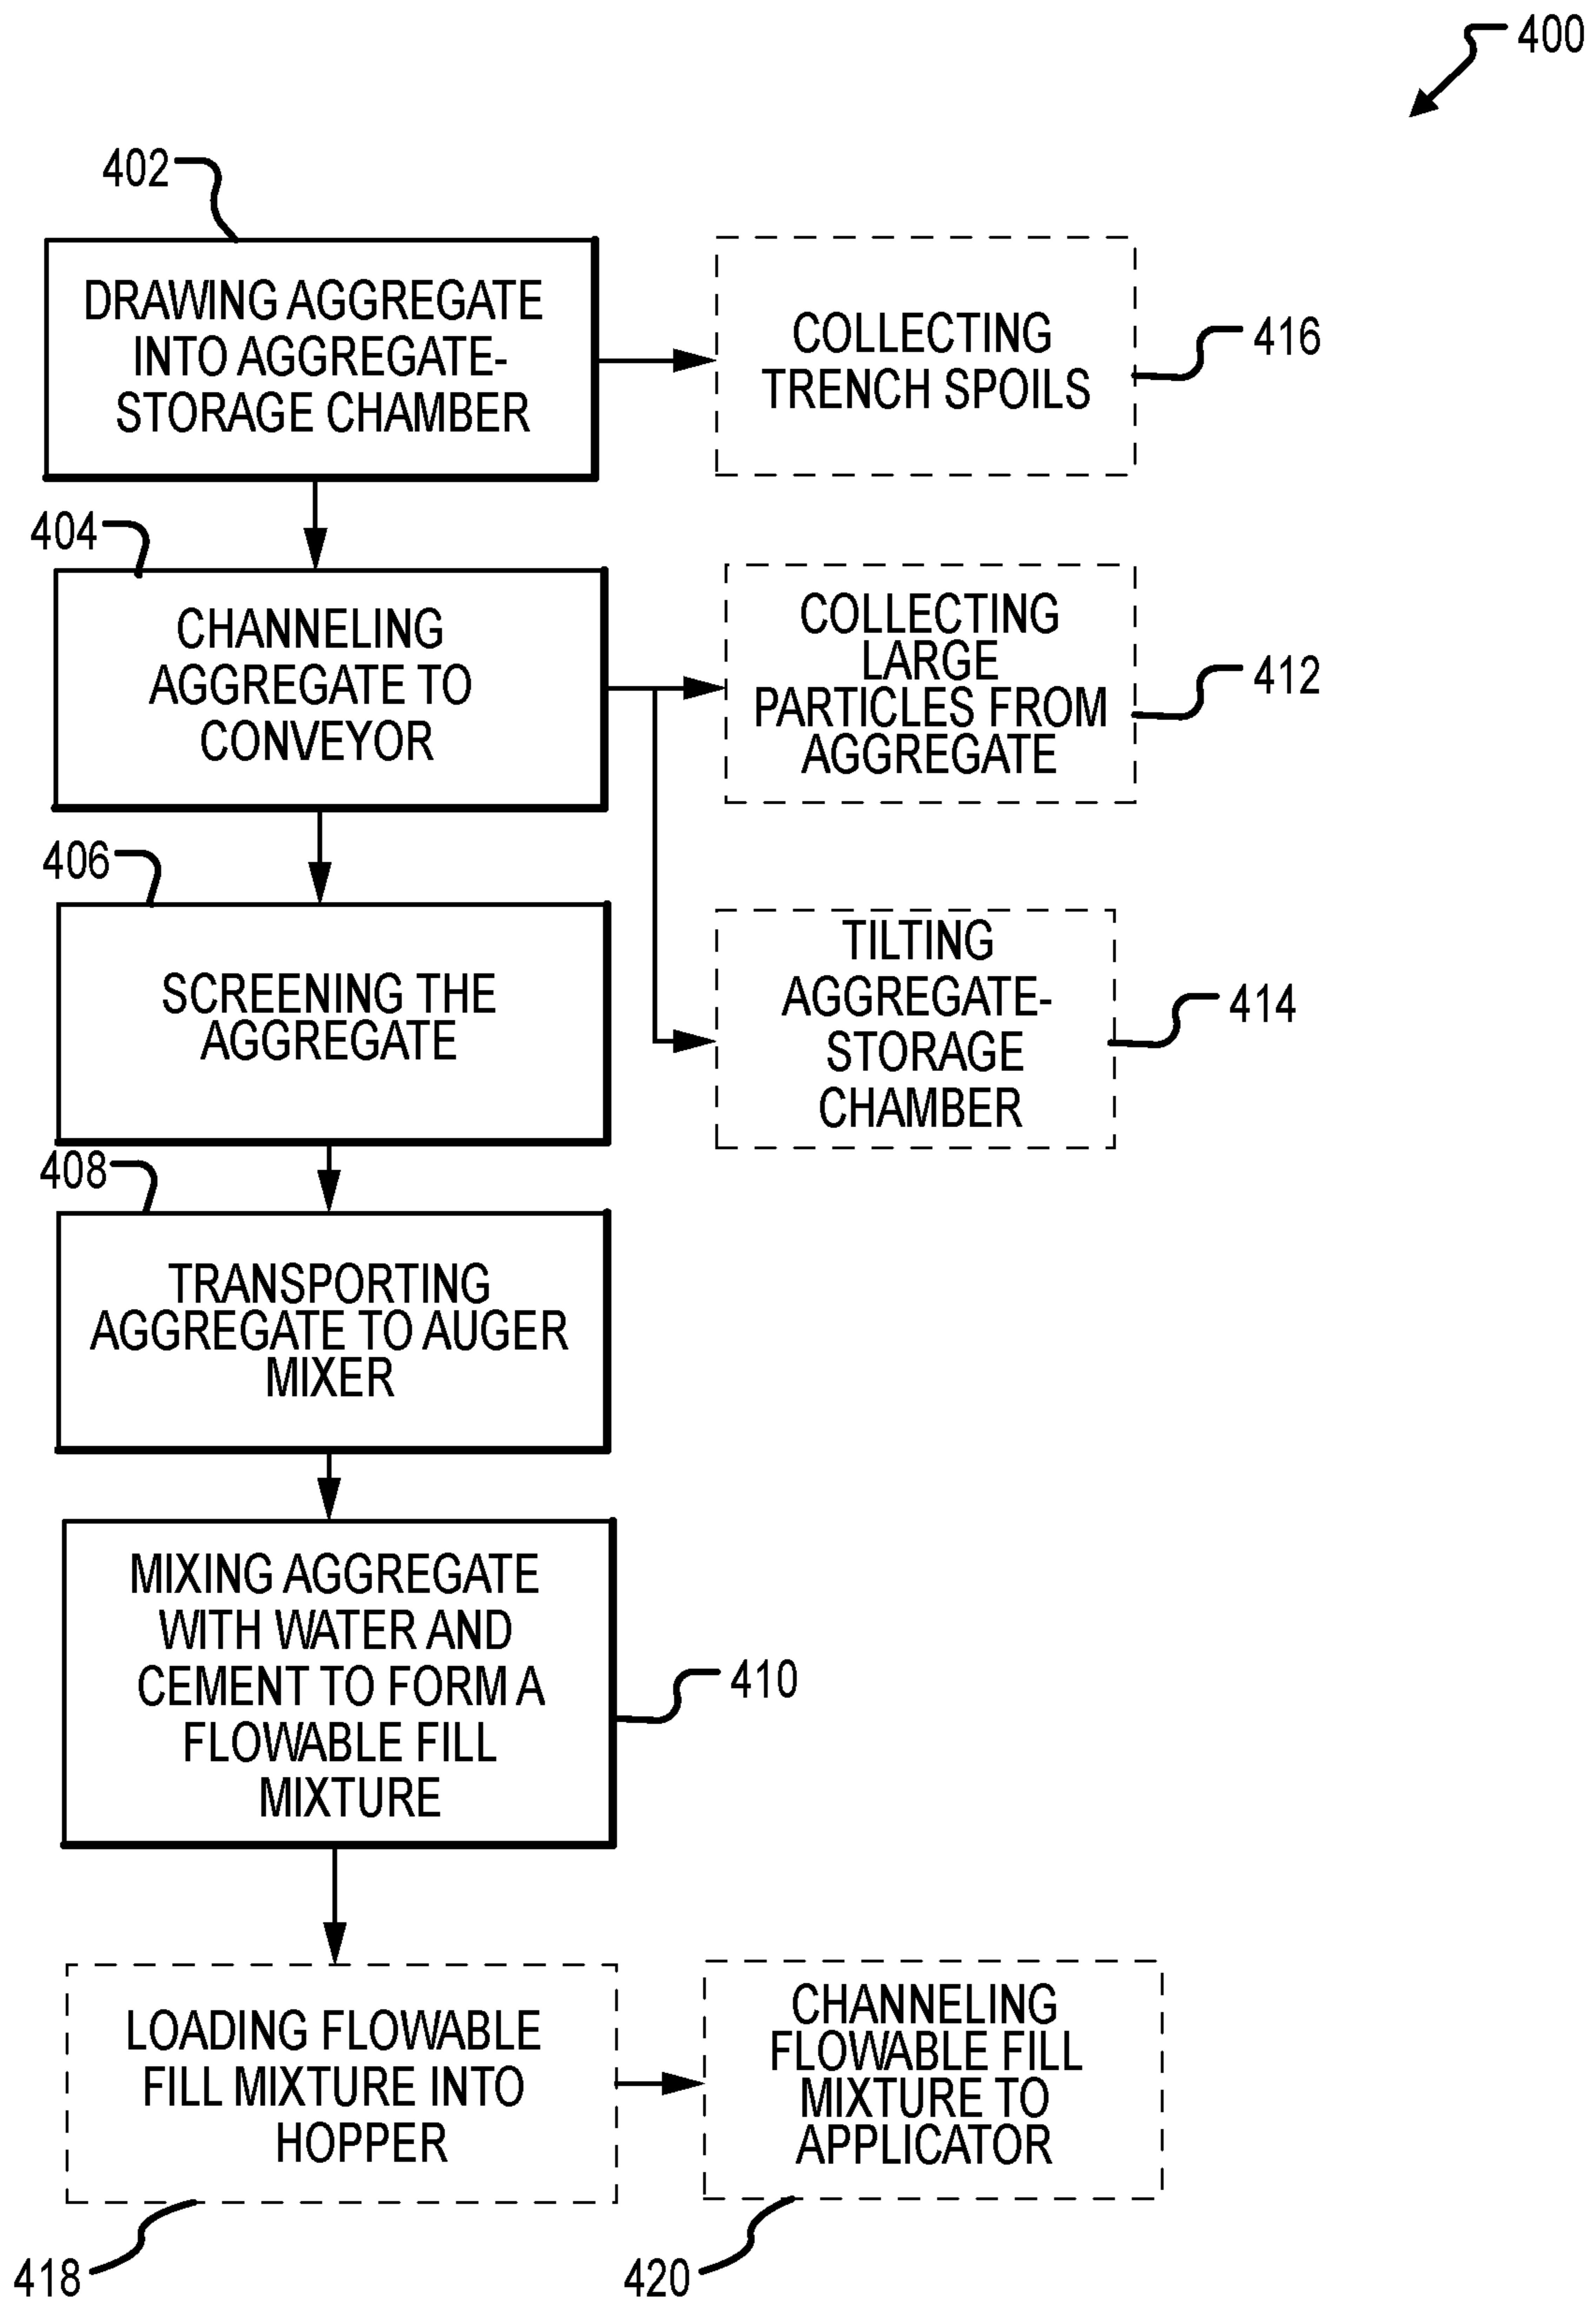 400
402
DRAWING AGGREGATE
INTO AGGREGATE-
STORAGE CHAMBER
COLLECTING
TRENCH SPOILS
416
404
CHANNELING
AGGREGATE TO
CONVEYOR
COLLECTING
LARGE
PARTICLES FROM
AGGREGATE
412
406
SCREENING THE
AGGREGATE
TILTING
AGGREGATE-
STORAGE
CHAMBER
414
408
TRANSPORTING
AGGREGATE TO AUGER
MIXER
MIXING AGGREGATE
WITH WATER AND
CEMENT TO FORM A
FLOWABLE FILL
MIXTURE
410
LOADING FLOWABLE
FILL MIXTURE INTO
HOPPER
418
CHANNELING
FLOWABLE FILL
MIXTURE TO
APPLICATOR
420